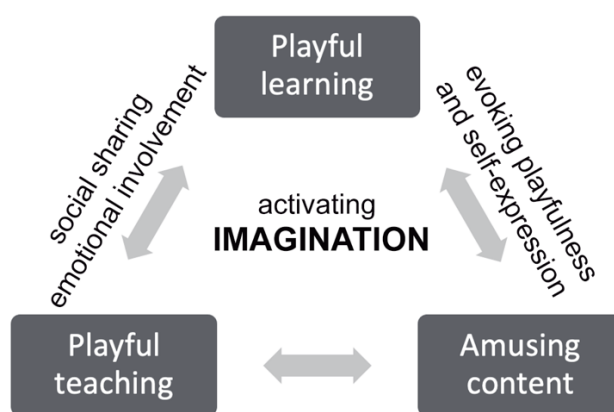 Playful
learning
social sharing
emotional involvement
evoking playfulness
and self-expression
activating
IMAGINATION
Playful
teaching
Amusing
content